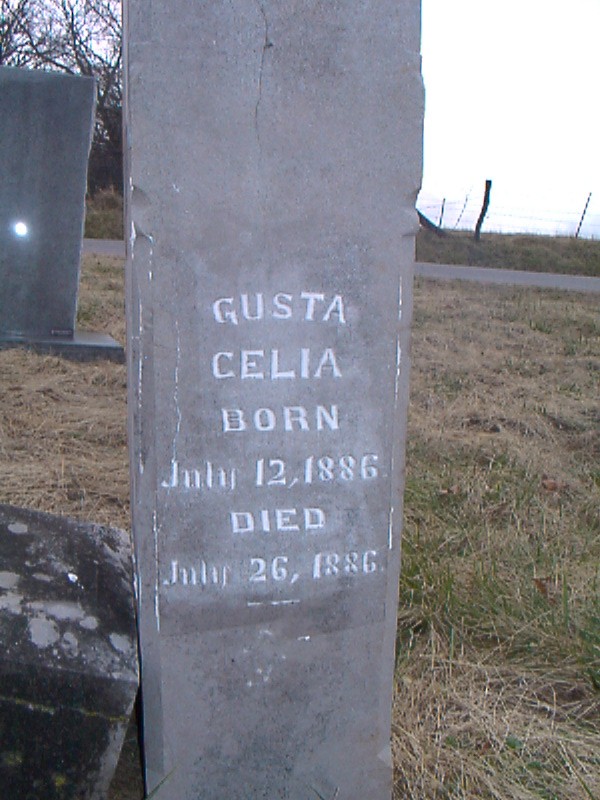 GUSTA
CELIA
BORN
July 12, 1886.
DIED
July 26, 1886.